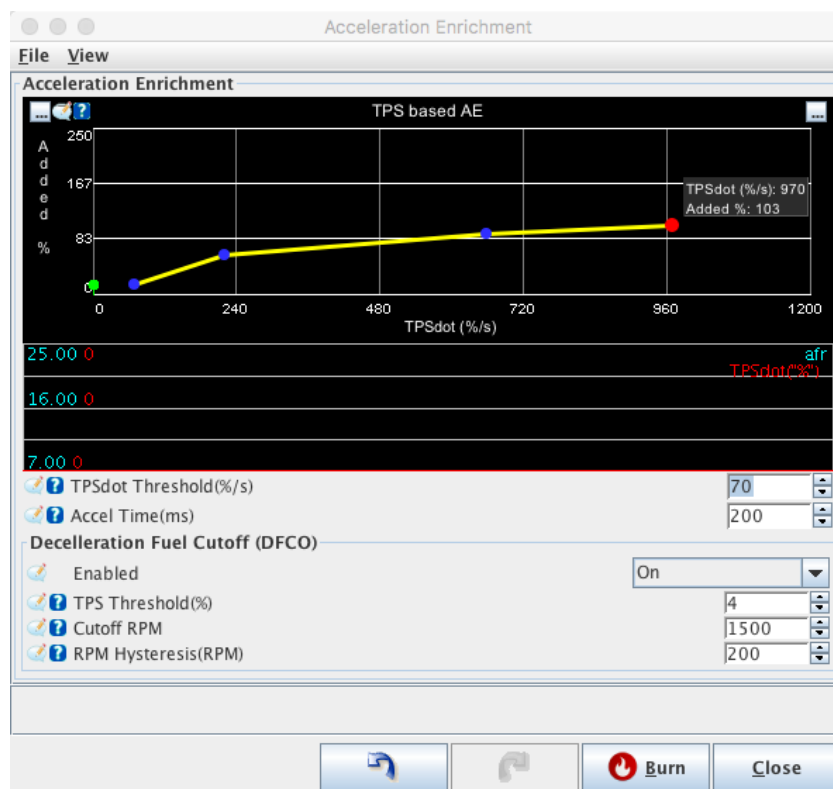 Acceleration Enrichment
File View
Acceleration Enrichment
... ? TPS based AE ...
Added %
250
167
83
0
TPSdot (%/s): 970
Added %: 103
0 240 480 720 960 1200
TPSdot (%/s)
25.00 0 afr
TPSdot("%")
16.00 0
7.00 0
? TPSdot Threshold(%/s) 70
? Accel Time(ms) 200
Decelleration Fuel Cutoff (DFCO)
Enabled On
? TPS Threshold(%) 4
? Cutoff RPM 1500
? RPM Hysteresis(RPM) 200
Burn Close